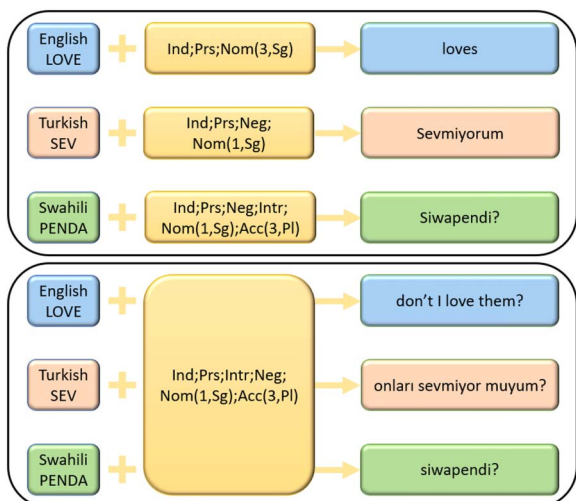 English
LOVE
Ind;Prs;Nom(3,Sg)
loves
Turkish
SEV
Ind;Prs;Neg;
Nom(1,Sg)
Sevmiyorum
Swahili
PENDA
Ind;Prs;Neg;Intr;
Nom(1,Sg);Acc(3,Pl)
Siwapendi?
English
LOVE
don't I love them?
Turkish
SEV
Ind;Prs;Intr;Neg;
Nom(1,Sg);Acc(3,Pl)
onları sevmiyor muyum?
Swahili
PENDA
siwapendi?